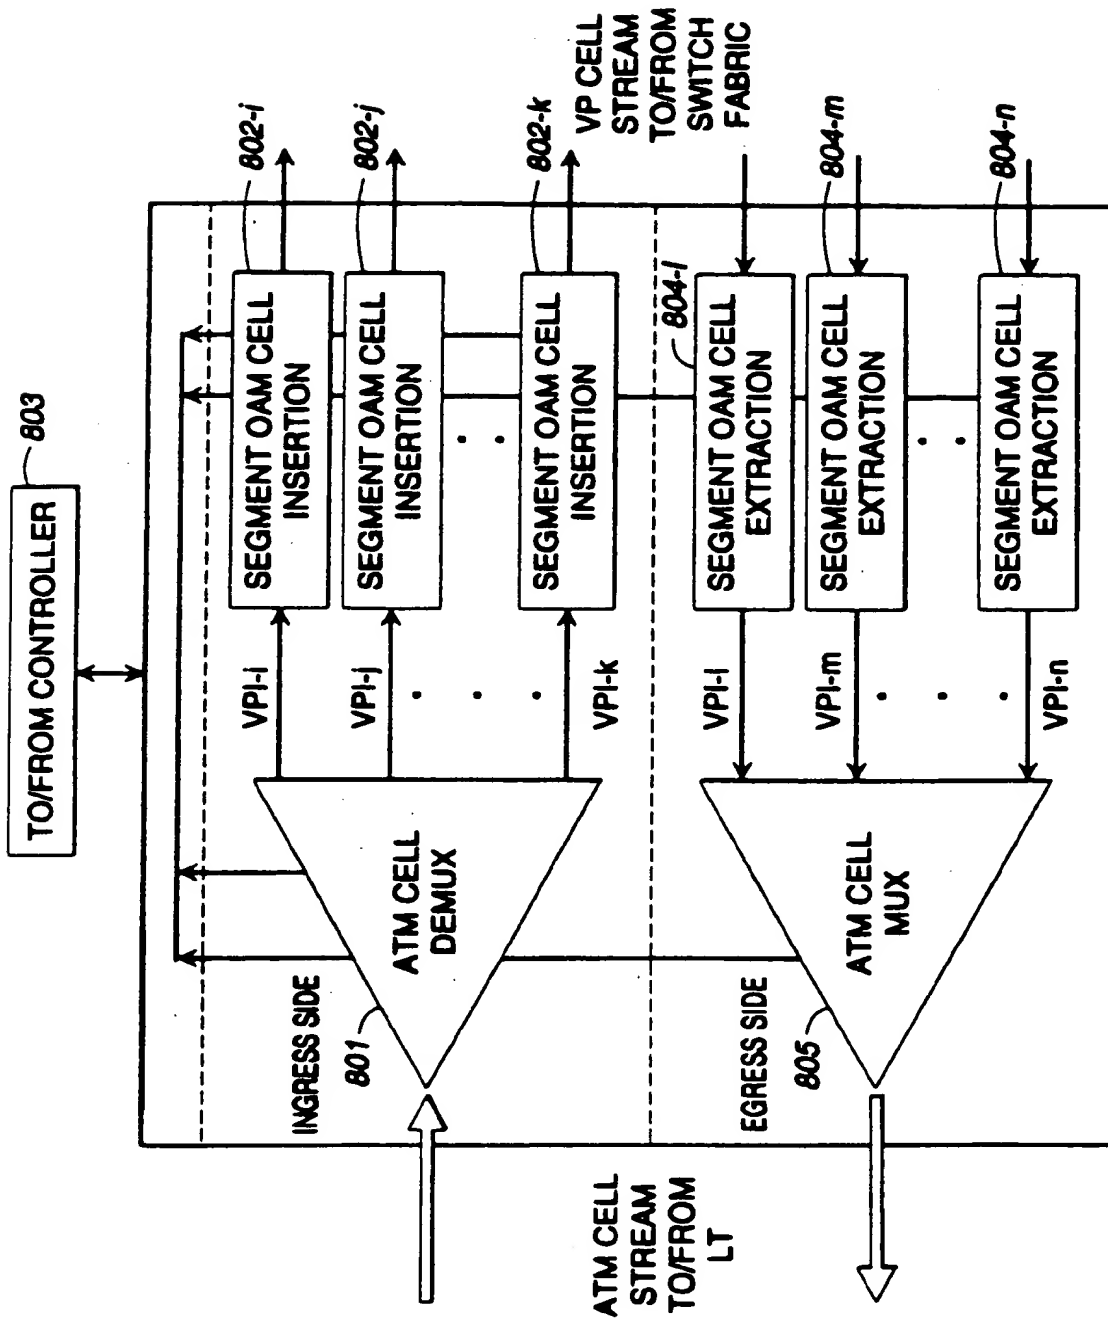 TO/FROM CONTROLLER
803
INGRESS SIDE
801
ATM CELL
DEMUX
VPI-i
VPI-j
VPI-k
SEGMENT OAM CELL
INSERTION
802-i
SEGMENT OAM CELL
INSERTION
802-j
SEGMENT OAM CELL
INSERTION
802-k
ATM CELL
STREAM
TO/FROM
LT
VP CELL
STREAM
TO/FROM
SWITCH
FABRIC
EGRESS SIDE
805
ATM CELL
MUX
VPI-l
VPI-m
VPI-n
SEGMENT OAM CELL
EXTRACTION
804-l
SEGMENT OAM CELL
EXTRACTION
804-m
SEGMENT OAM CELL
EXTRACTION
804-n